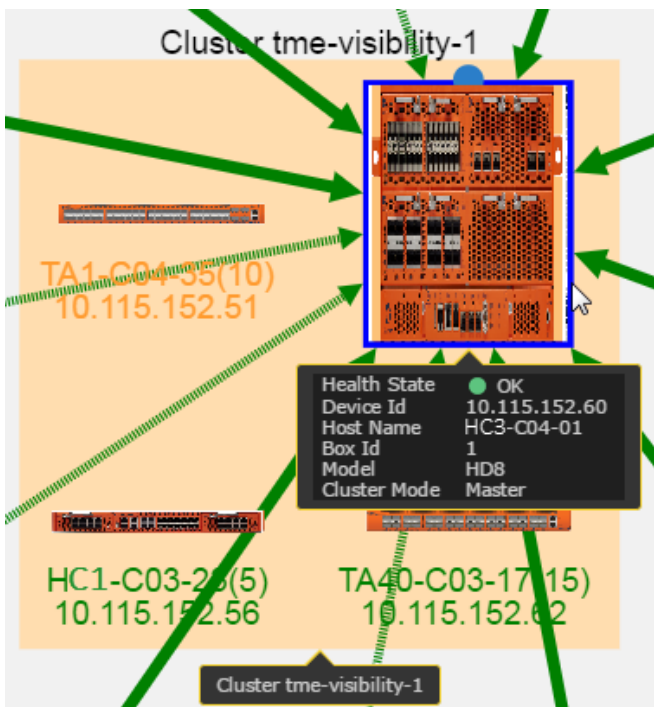 Cluster tme-visibility-1
TA1-C04-35(10)
10.115.152.51
Health State OK
Device Id 10.115.152.60
Host Name HC3-C04-01
Box Id 1
Model HD8
Cluster Mode Master
HC1-C03-28(5)
10.115.152.56
TA40-C03-17(15)
10.115.152.62
Cluster tme-visibility-1